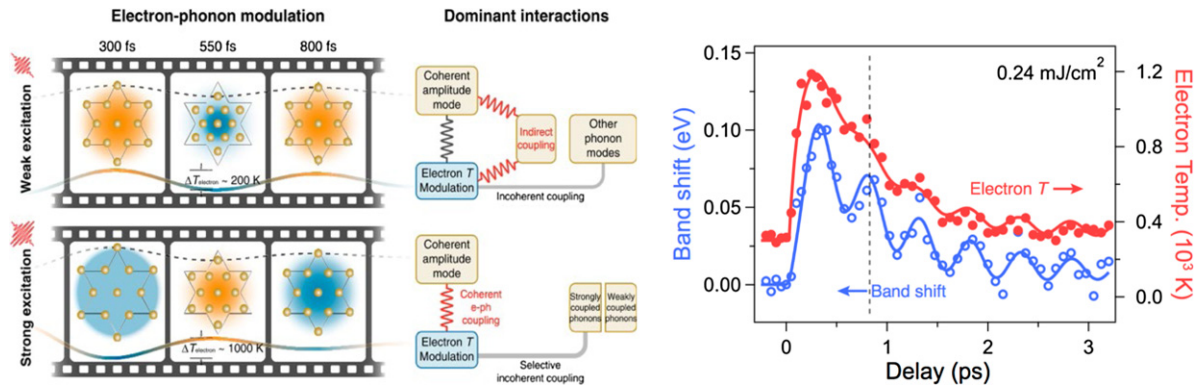 Electron-phonon modulation
Dominant interactions
300 fs
550 fs
800 fs
Weak excitation
ΔTelectron ~ 200 K
Coherent
amplitude
mode
Indirect
coupling
Other
phonon
modes
Electron T
Modulation
Incoherent coupling
Strong excitation
ΔTelectron ~ 1000 K
Coherent
amplitude
mode
Coherent
e-ph
coupling
Strongly
coupled
phonons
Weakly
coupled
phonons
Electron T
Modulation
Selective
incoherent coupling
0.24 mJ/cm²
Band shift (eV)
0.15
0.10
0.05
0.00
Electron T
Band shift
1.2
0.8
0.4
0.0
Electron Temp. (10³ K)
0
1
2
3
Delay (ps)